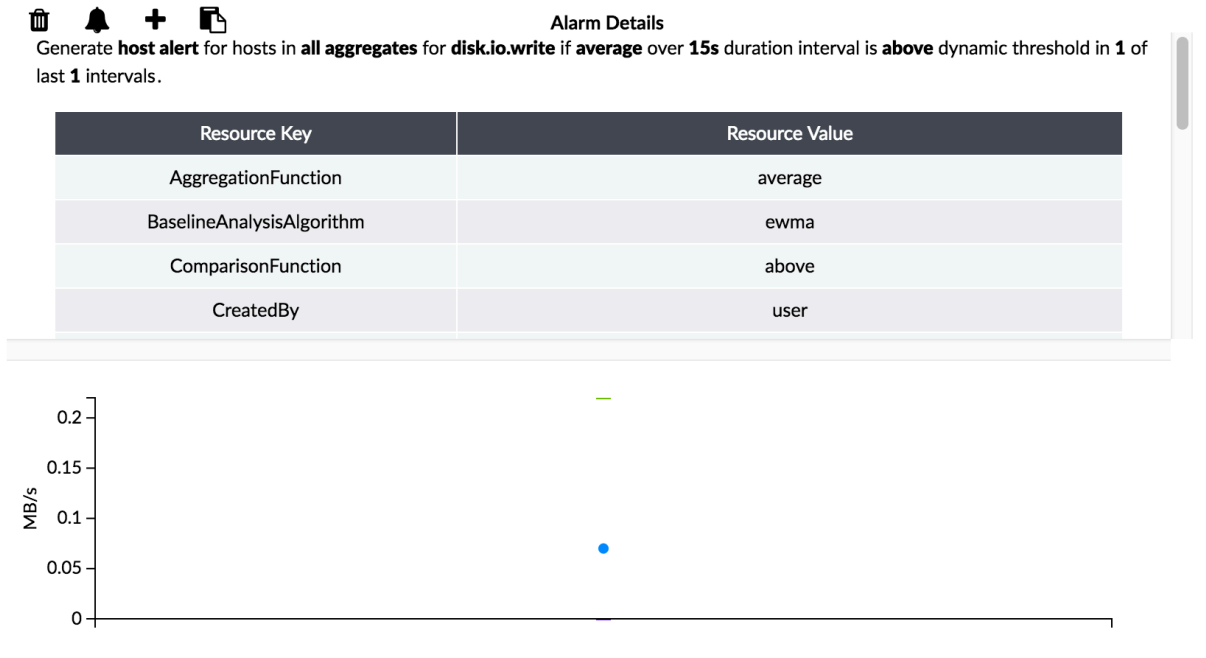 Alarm Details
Generate host alert for hosts in all aggregates for disk.io.write if average over 15s duration interval is above dynamic threshold in 1 of
last 1 intervals.
Resource Key Resource Value
AggregationFunction average
BaselineAnalysisAlgorithm ewma
ComparisonFunction above
CreatedBy user
0.2
0.15
MB/s
0.1
0.05
0